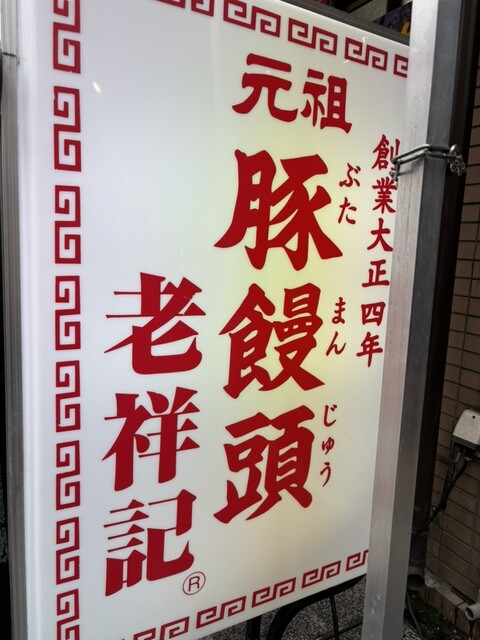 創業大正四年
元祖
豚饅頭
ぶたまんじゅう
老祥記
®